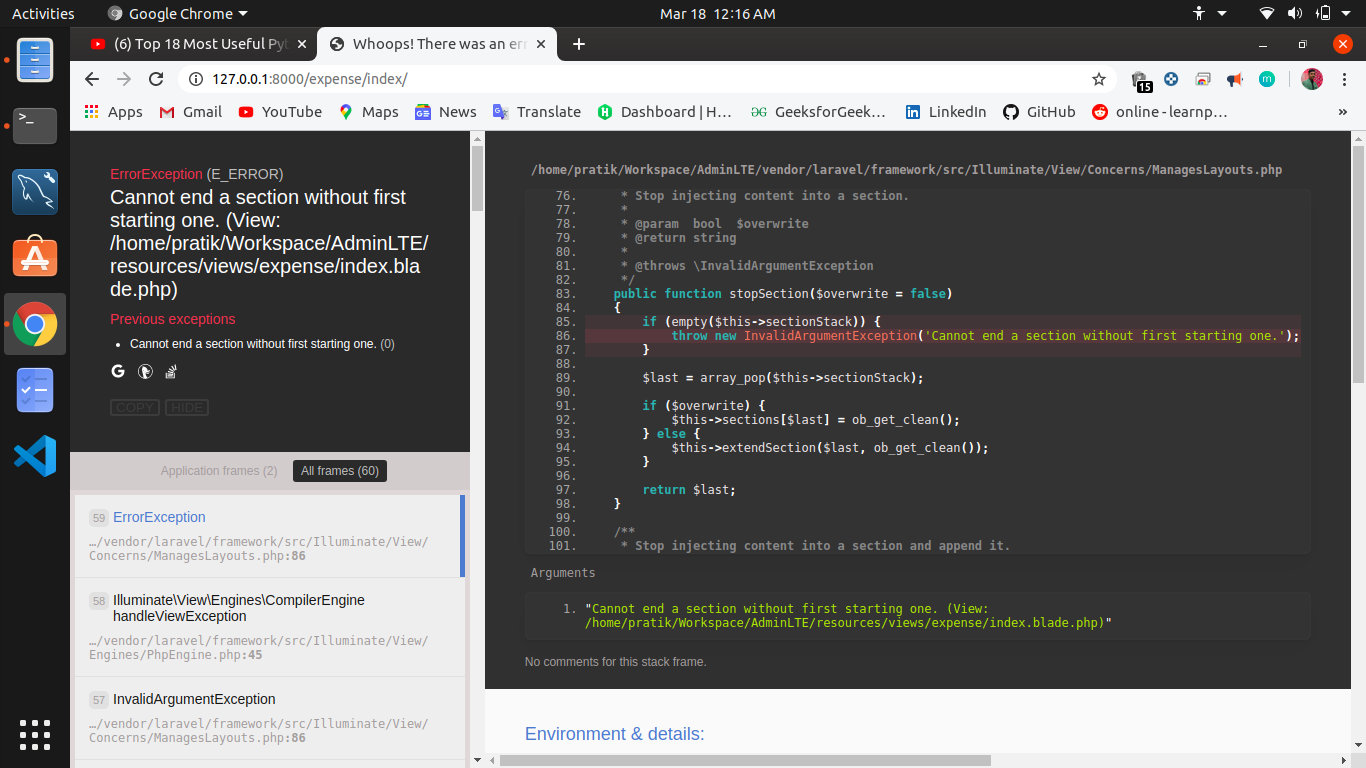 Activities
Google Chrome
Mar 18 12:16 AM
(6) Top 18 Most Useful Py
Whoops! There was an err
127.0.0.1:8000/expense/index/
15
m
Apps
Gmail
YouTube
Maps
News
Translate
Dashboard | H…
GeeksforGeek…
LinkedIn
GitHub
online - learnp…
»
ErrorException (E_ERROR)
Cannot end a section without first
starting one. (View:
/home/pratik/Workspace/AdminLTE/
resources/views/expense/index.bla
de.php)
Previous exceptions
• Cannot end a section without first starting one. (0)
COPY HIDE
Application frames (2) All frames (60)
59 ErrorException
…/vendor/laravel/framework/src/Illuminate/View/
Concerns/ManagesLayouts.php:86
58 Illuminate\View\Engines\CompilerEngine
handleViewException
…/vendor/laravel/framework/src/Illuminate/View/
Engines/PhpEngine.php:45
57 InvalidArgumentException
…/vendor/laravel/framework/src/Illuminate/View/
Concerns/ManagesLayouts.php:86
/home/pratik/Workspace/AdminLTE/vendor/laravel/framework/src/Illuminate/View/Concerns/ManagesLayouts.php
76. * Stop injecting content into a section.
77. *
78. * @param  bool  $overwrite
79. * @return string
80. *
81. * @throws \InvalidArgumentException
82. */
83. public function stopSection($overwrite = false)
84. {
85. if (empty($this->sectionStack)) {
86. throw new InvalidArgumentException('Cannot end a section without first starting one.');
87. }
88.
89. $last = array_pop($this->sectionStack);
90.
91. if ($overwrite) {
92. $this->sections[$last] = ob_get_clean();
93. } else {
94. $this->extendSection($last, ob_get_clean());
95. }
96.
97. return $last;
98. }
99.
100. /**
101. * Stop injecting content into a section and append it.
Arguments
1. "Cannot end a section without first starting one. (View:
/home/pratik/Workspace/AdminLTE/resources/views/expense/index.blade.php)"
No comments for this stack frame.
Environment & details: